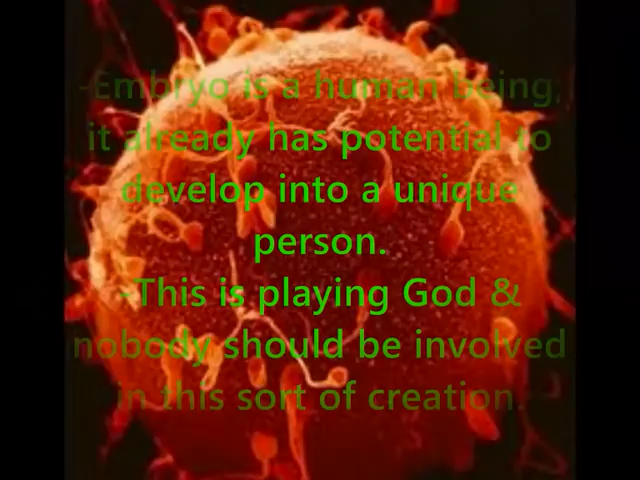 -Embryo is a human being,
it already has potential to
develop into a unique
person.
-This is playing God &
nobody should be involved
in this sort of creation.